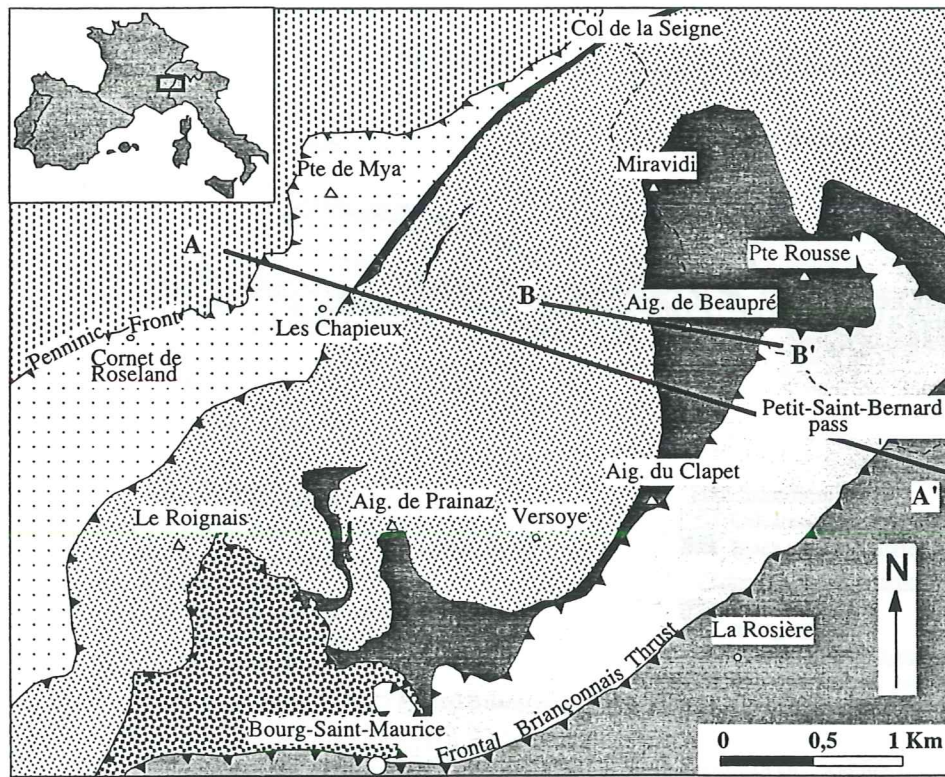 Col de la Seigne
Pte de Mya
Miravidi
A
Pte Rousse
B
Aig. de Beaupré
Penninic Front
Les Chapieux
Cornet de
Roseland
B'
Petit-Saint-Bernard
pass
Aig. du Clapet
A'
Le Roignais
Aig. de Prainaz
Versoye
N
La Rosière
Frontal Briançonnais Thrust
Bourg-Saint-Maurice
0 0,5 1 Km